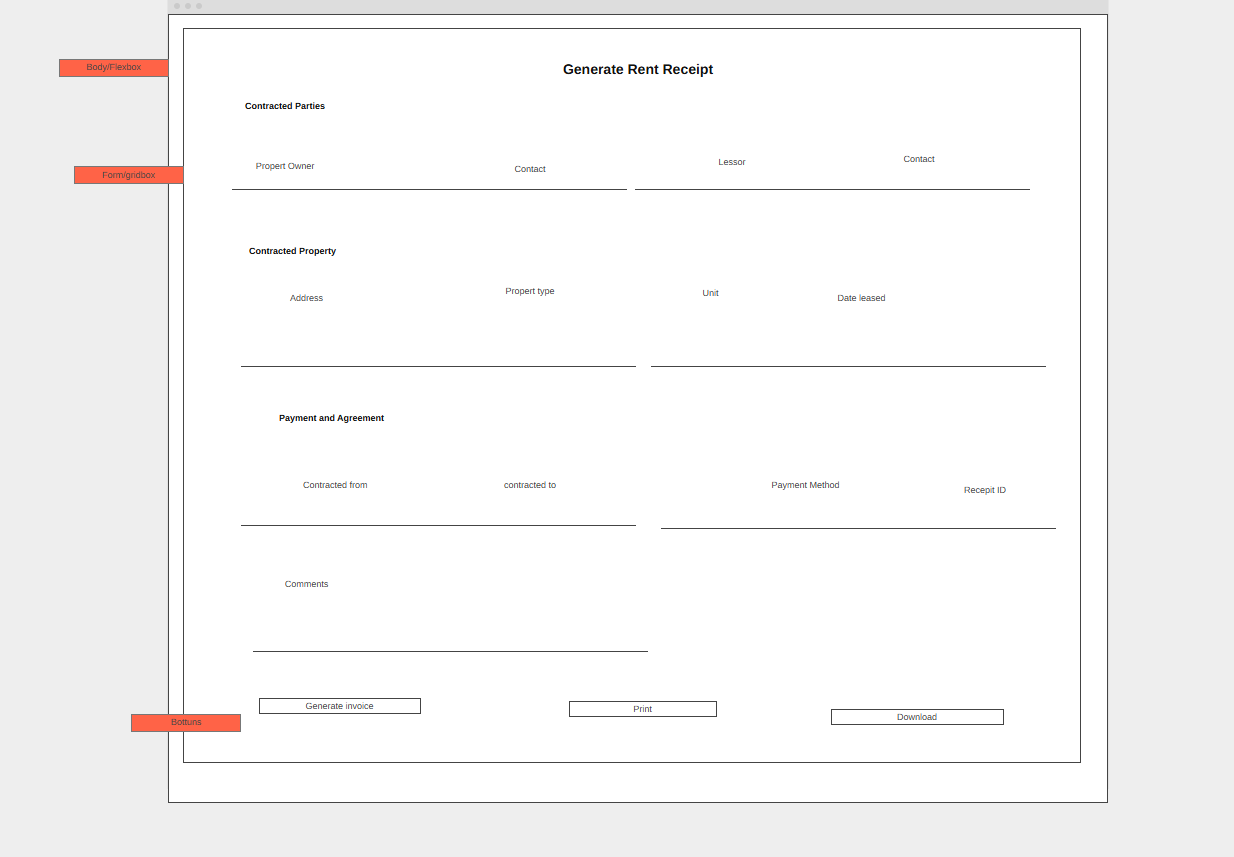 Body/Flexbox
Generate Rent Receipt
Contracted Parties
Propert Owner
Contact
Lessor
Contact
Form/gridbox
Contracted Property
Address
Propert type
Unit
Date leased
Payment and Agreement
Contracted from
contracted to
Payment Method
Recepit ID
Comments
Generate invoice
Print
Download
Bottuns